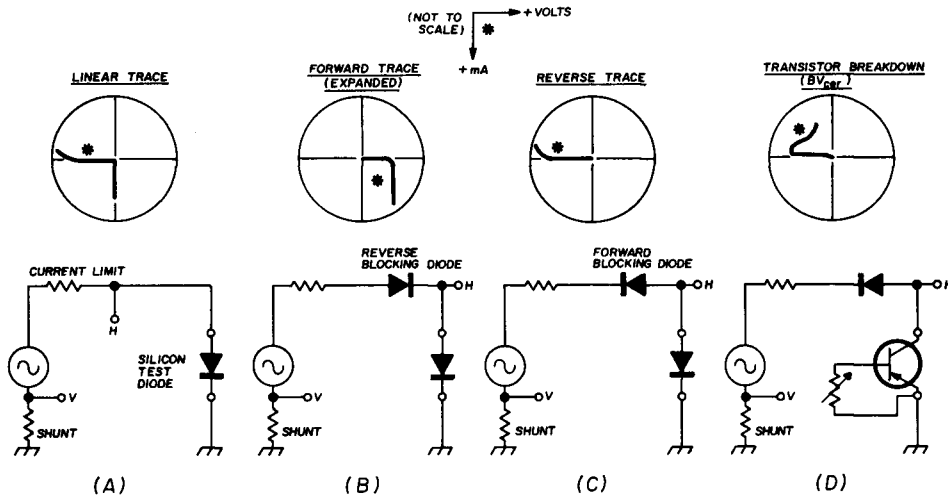 (NOT TO
SCALE)
*
+ VOLTS
+ mA
LINEAR TRACE
*
FORWARD TRACE
(EXPANDED)
*
REVERSE TRACE
*
TRANSISTOR BREAKDOWN
(BVcer)
*
CURRENT LIMIT
H
SILICON
TEST
DIODE
V
SHUNT
(A)
REVERSE
BLOCKING DIODE
H
V
SHUNT
(B)
FORWARD
BLOCKING DIODE
H
V
SHUNT
(C)
H
V
SHUNT
(D)